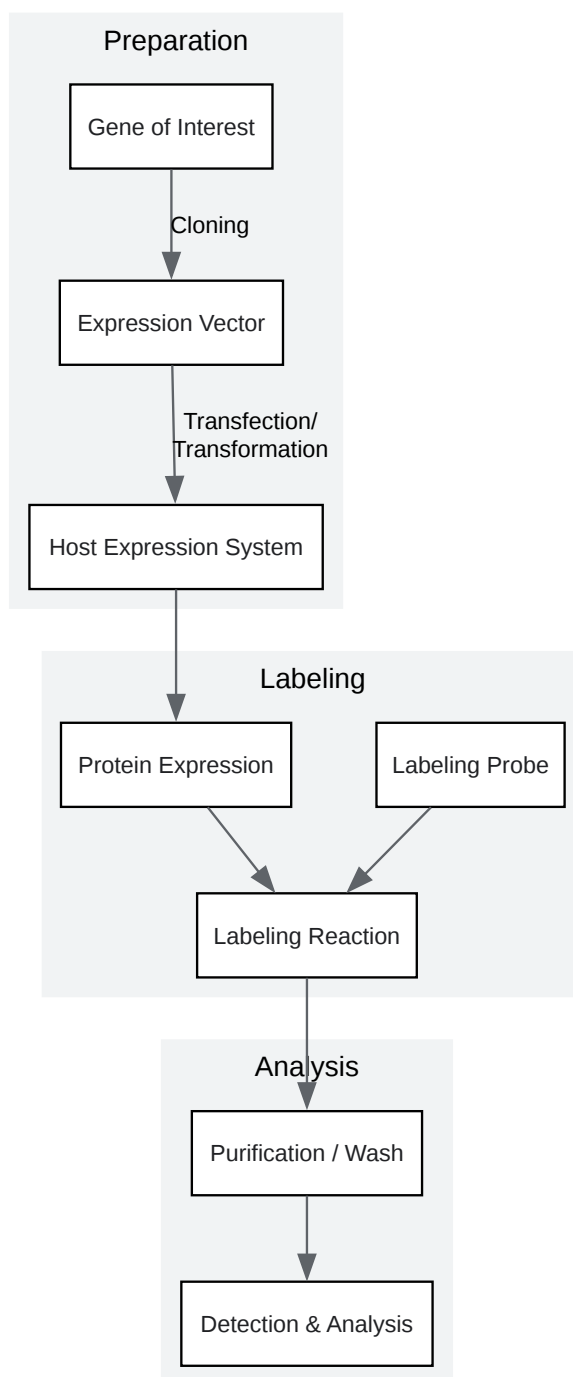 Preparation
Gene of Interest
Cloning
Expression Vector
Transfection/
Transformation
Host Expression System
Labeling
Protein Expression
Labeling Probe
Labeling Reaction
Analysis
Purification / Wash
Detection & Analysis